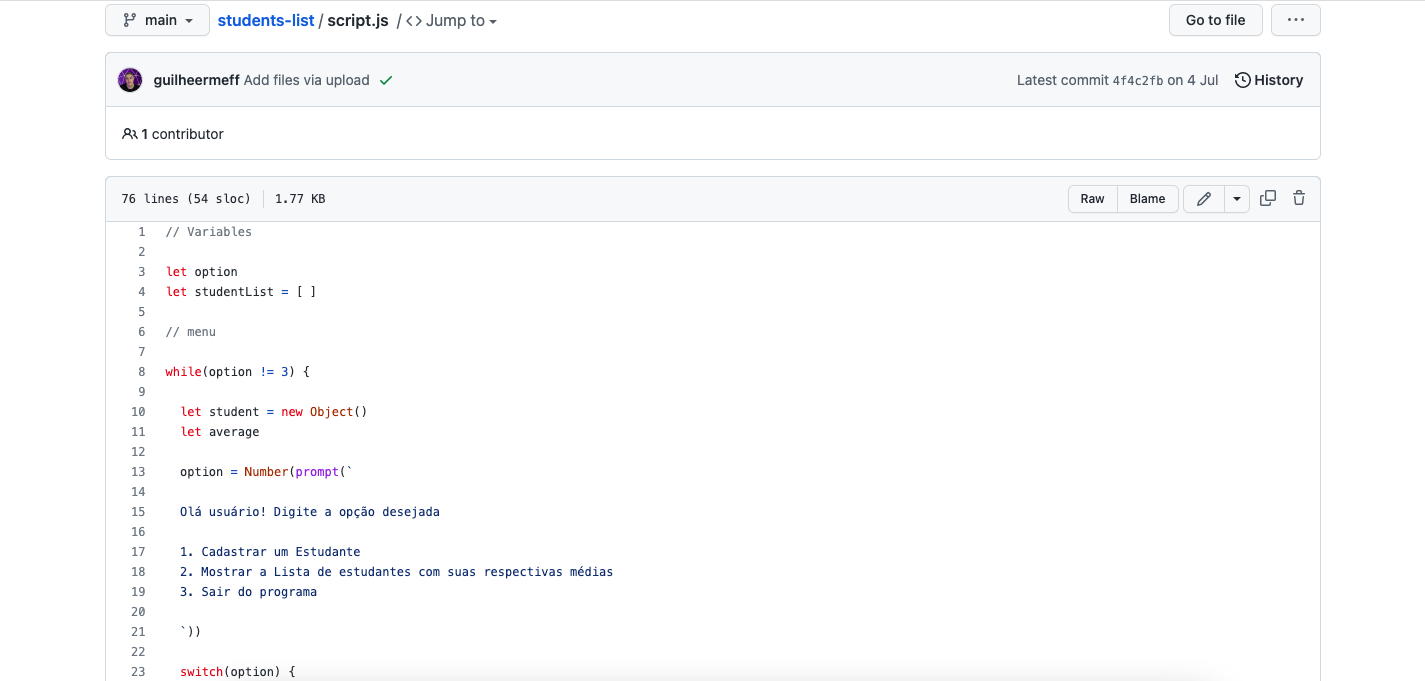 main students-list / script.js / <> Jump to Go to file ...
guilheermeff Add files via upload Latest commit 4f4c2fb on 4 Jul History
1 contributor
76 lines (54 sloc) 1.77 KB Raw Blame
1 // Variables
2
3 let option
4 let studentList = [ ]
5
6 // menu
7
8 while(option != 3) {
9
10 let student = new Object()
11 let average
12
13 option = Number(prompt(`
14
15 Olá usuário! Digite a opção desejada
16
17 1. Cadastrar um Estudante
18 2. Mostrar a Lista de estudantes com suas respectivas médias
19 3. Sair do programa
20
21 `))
22
23 switch(option) {